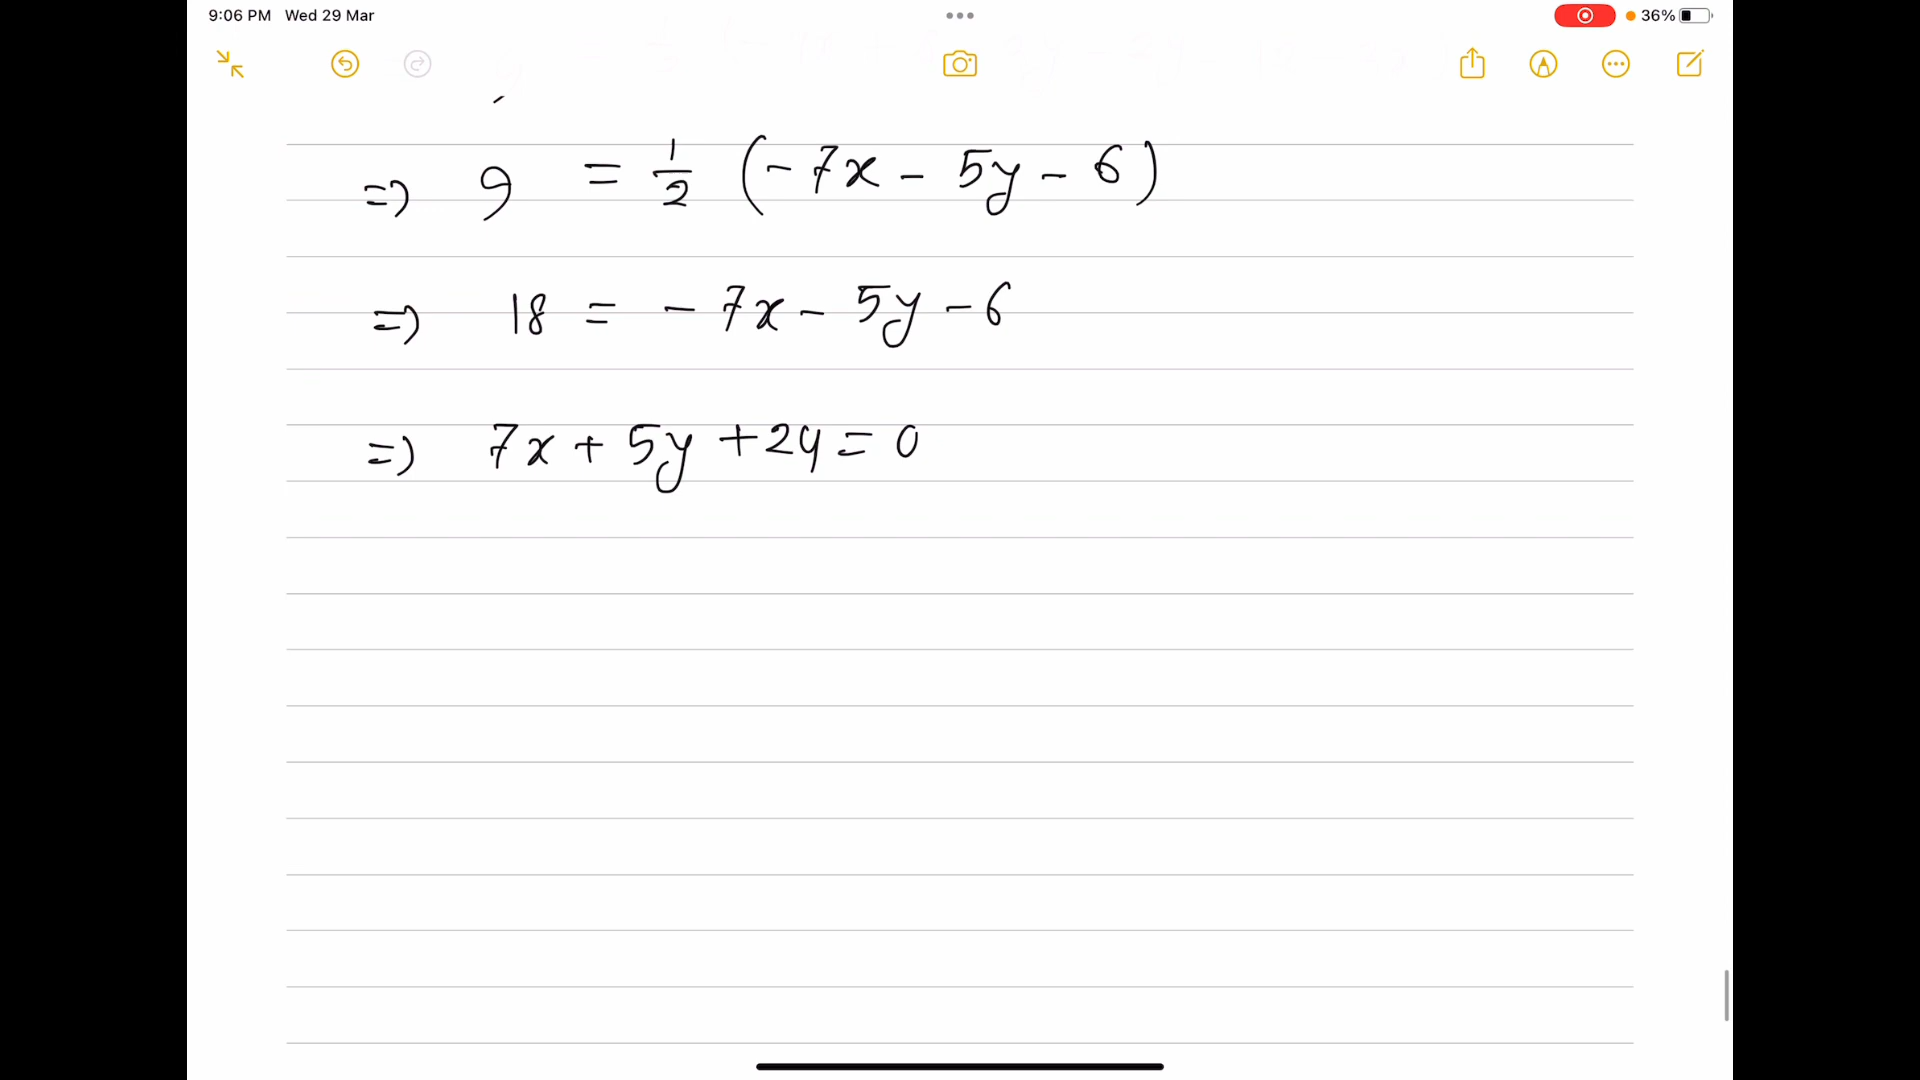 9:06 PM Wed 29 Mar 36%
=> 9 = 1/2 (-7x - 5y - 6)
=> 18 = -7x - 5y - 6
=> 7x + 5y + 24 = 0